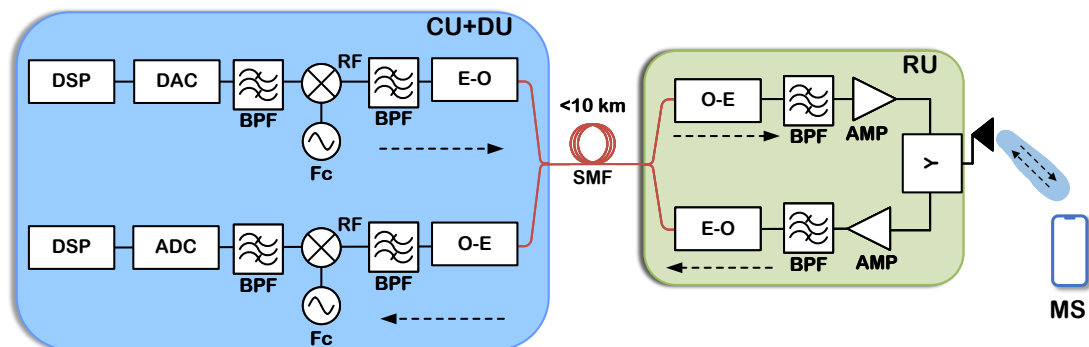 CU+DU
DSP
DAC
BPF
RF
BPF
E-O
Fc
DSP
ADC
BPF
RF
BPF
O-E
Fc
<10 km
SMF
RU
O-E
BPF
AMP
Y
E-O
BPF
AMP
MS